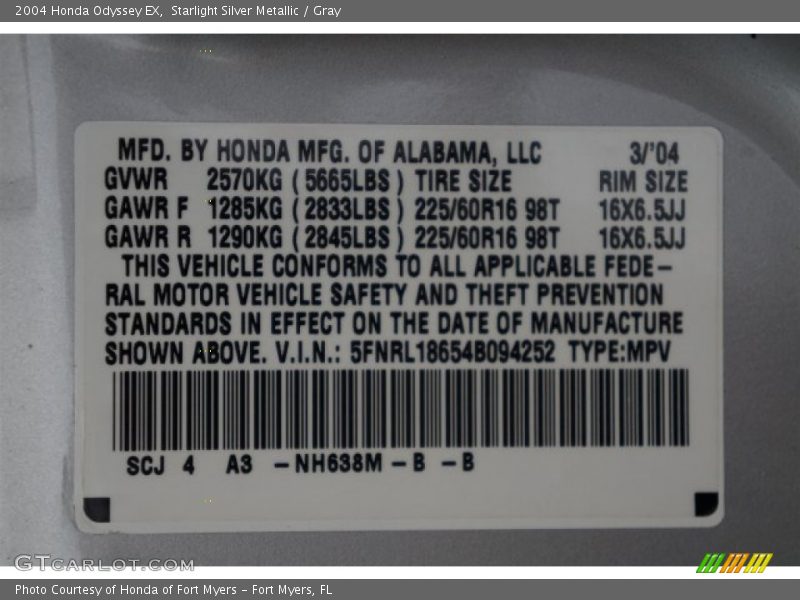 2004 Honda Odyssey EX, Starlight Silver Metallic / Gray
MFD. BY HONDA MFG. OF ALABAMA, LLC 3/'04
GVWR 2570KG ( 5665LBS ) TIRE SIZE RIM SIZE
GAWR F 1285KG ( 2833LBS ) 225/60R16 98T 16X6.5JJ
GAWR R 1290KG ( 2845LBS ) 225/60R16 98T 16X6.5JJ
THIS VEHICLE CONFORMS TO ALL APPLICABLE FEDE-
RAL MOTOR VEHICLE SAFETY AND THEFT PREVENTION
STANDARDS IN EFFECT ON THE DATE OF MANUFACTURE
SHOWN ABOVE. V.I.N.: 5FNRL18654B094252 TYPE:MPV
SCJ 4 A3 -NH638M -B -B
GTCARLOT.COM
Photo Courtesy of Honda of Fort Myers - Fort Myers, FL